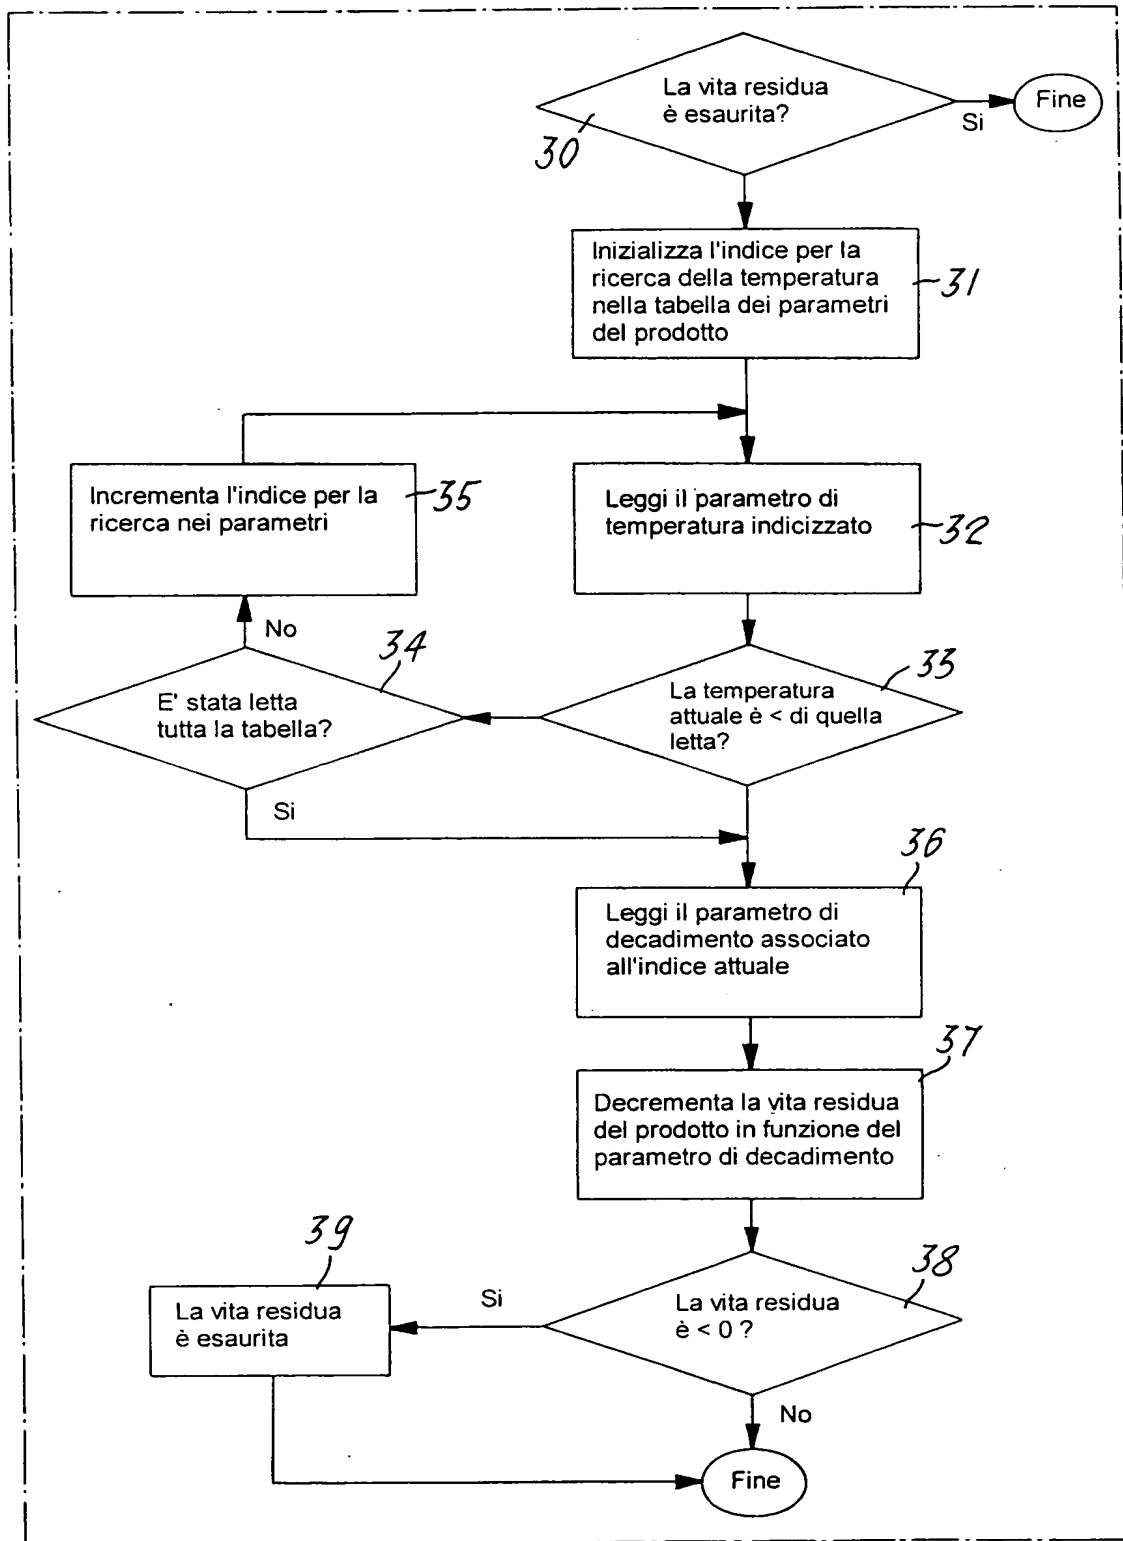 La vita residua
è esaurita?
Fine
Si
30
Inizializza l'indice per la
ricerca della temperatura
nella tabella dei parametri
del prodotto
31
Incrementa l'indice per la
ricerca nei parametri
35
Leggi il parametro di
temperatura indicizzato
32
No
34
33
E' stata letta
tutta la tabella?
La temperatura
attuale è < di quella
letta?
Si
36
Leggi il parametro di
decadimento associato
all'indice attuale
37
Decrementa la vita residua
del prodotto in funzione del
parametro di decadimento
39
38
La vita residua
è esaurita
Si
La vita residua
è < 0 ?
No
Fine